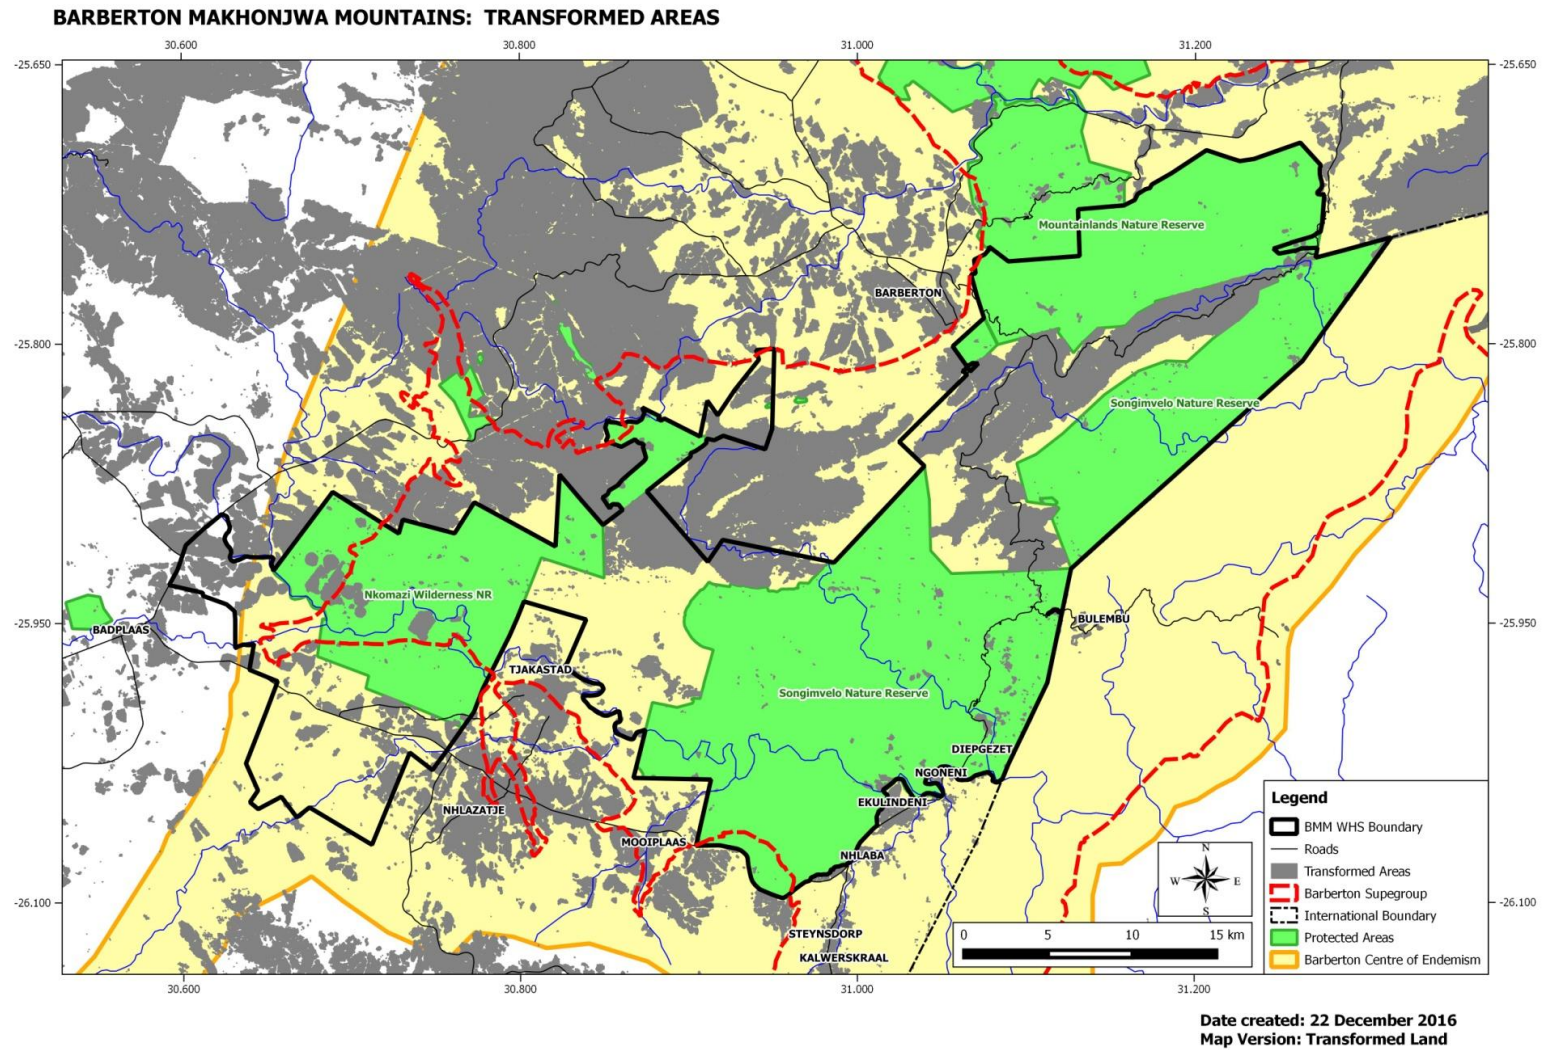 BARBERTON MAKHONJWA MOUNTAINS: TRANSFORMED AREAS
30.600 30.800 31.000 31.200
-25.650 -25.650
Mountainlands Nature Reserve
BARBERTON
-25.800 -25.800
Songimvelo Nature Reserve
Nkomazi Wilderness NR
BADPLAAS
-25.950 -25.950
BULEMBU
TJAKASTAD
Songimvelo Nature Reserve
DIEPGEZET
NGONENI
EKULINDENI
NHLAZATJE
MOOIPLAAS
NHLABA
STEYNSDORP
KALWERSKRAAL
-26.100 -26.100
Legend
BMM WHS Boundary
Roads
Transformed Areas
Barberton Supegroup
International Boundary
Protected Areas
Barberton Centre of Endemism
N
W E
S
0 5 10 15 km
30.600 30.800 31.000 31.200
Date created: 22 December 2016
Map Version: Transformed Land